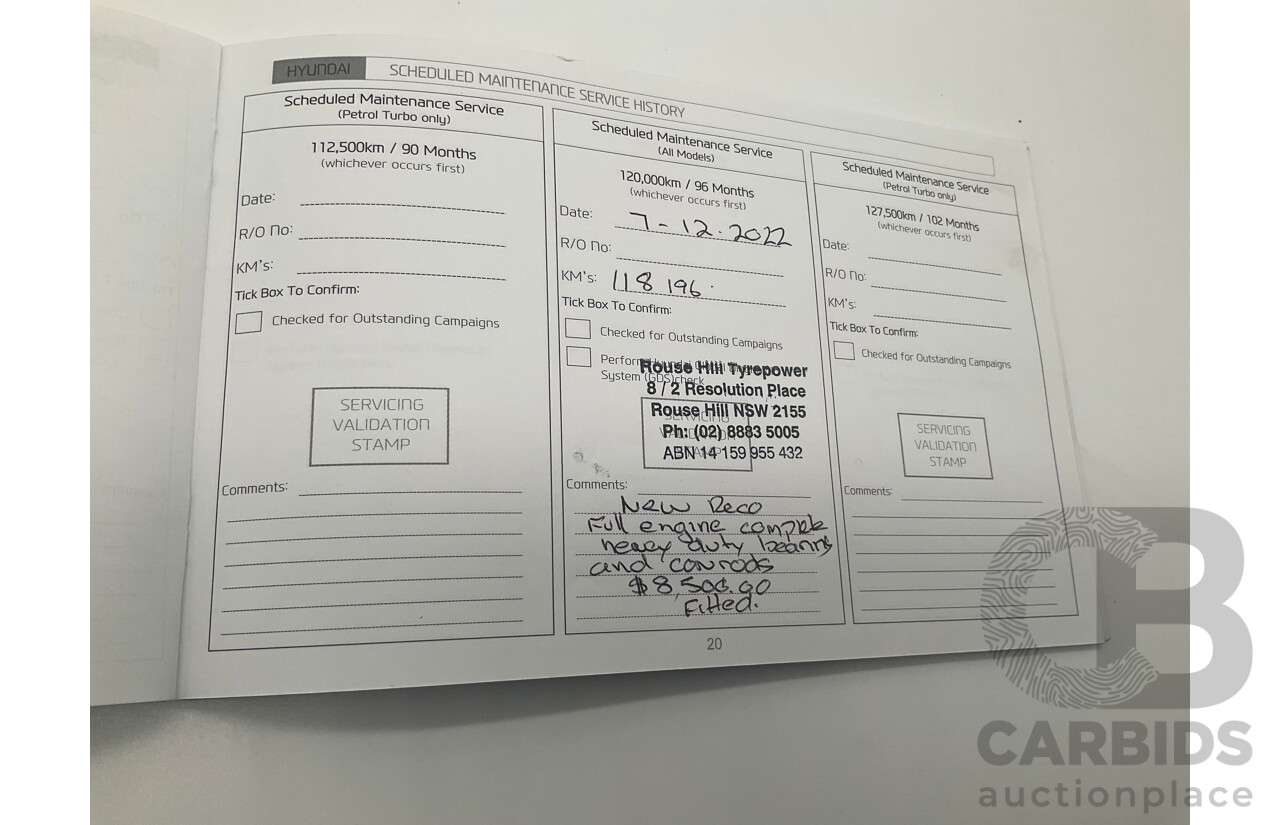 HYUNDAI
SCHEDULED MAINTENANCE SERVICE HISTORY
Scheduled Maintenance Service
(Petrol Turbo only)
112,500km / 90 Months
(whichever occurs first)
Date:
R/O No:
KM's:
Tick Box To Confirm:
Checked for Outstanding Campaigns
SERVICING
VALIDATION
STAMP
Comments:
Scheduled Maintenance Service
(All Models)
120,000km / 96 Months
(whichever occurs first)
Date: 7-12.2022
R/O No:
KM's: 118 196
Tick Box To Confirm:
Checked for Outstanding Campaigns
Perform
System (GDS)check
Rouse Hill Tyrepower
8 / 2 Resolution Place
Rouse Hill NSW 2155
Ph: (02) 8883 5005
ABN 14 159 955 432
SERVICING
Comments:
New Reco
Full engine
duty
and conrods
Fitted.
20
Scheduled Maintenance Service
(Petrol Turbo only)
127,500km / 102 Months
(whichever occurs first)
Date:
R/O No:
KM's:
Tick Box To Confirm:
Checked for Outstanding Campaigns
SERVICING
VALIDATION
STAMP
Comments:
CB
CARBIDS
auctionplace